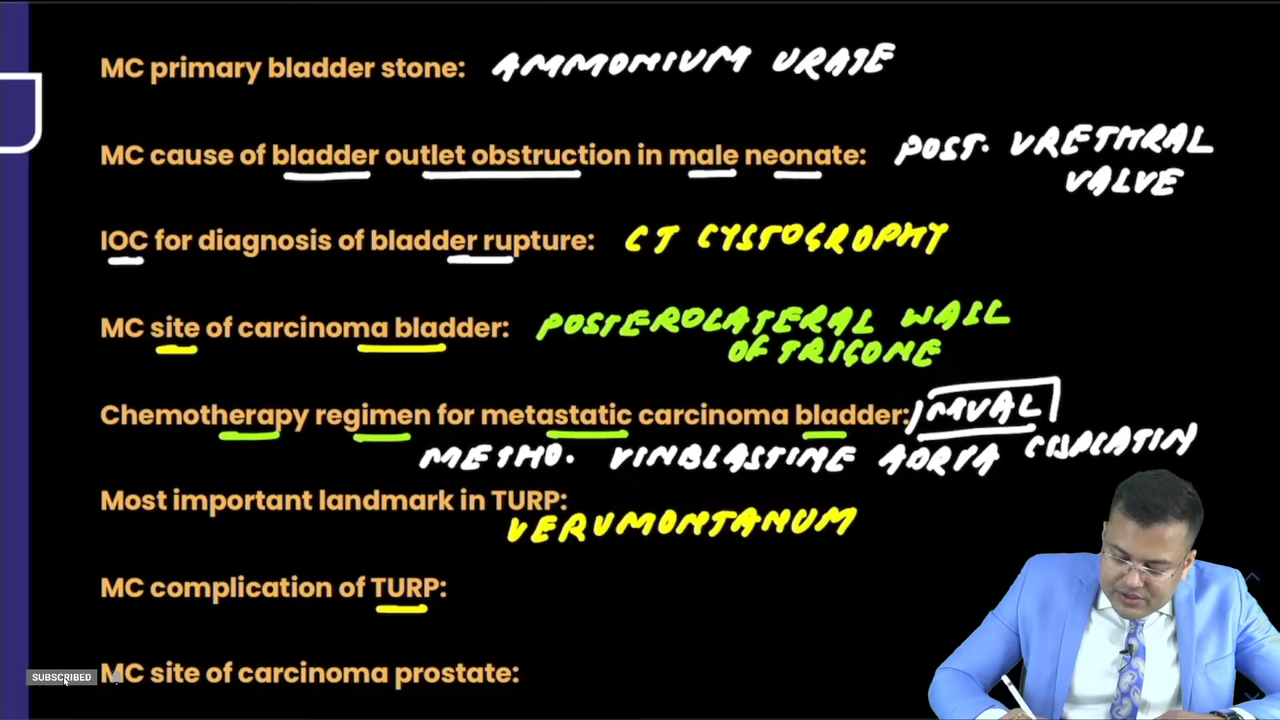 MC primary bladder stone: AMMONIUM URATE
MC cause of bladder outlet obstruction in male neonate: POST. URETHRAL
VALVE
IOC for diagnosis of bladder rupture: CT CYSTOGROPHY
MC site of carcinoma bladder: POSTEROLATERAL WALL
OF TRIGONE
Chemotherapy regimen for metastatic carcinoma bladder: MVAL
METHO. VINBLASTINE ADRIA CISPLATIN
Most important landmark in TURP:
VERUMONTANUM
MC complication of TURP:
MC site of carcinoma prostate:
SUBSCRIBED